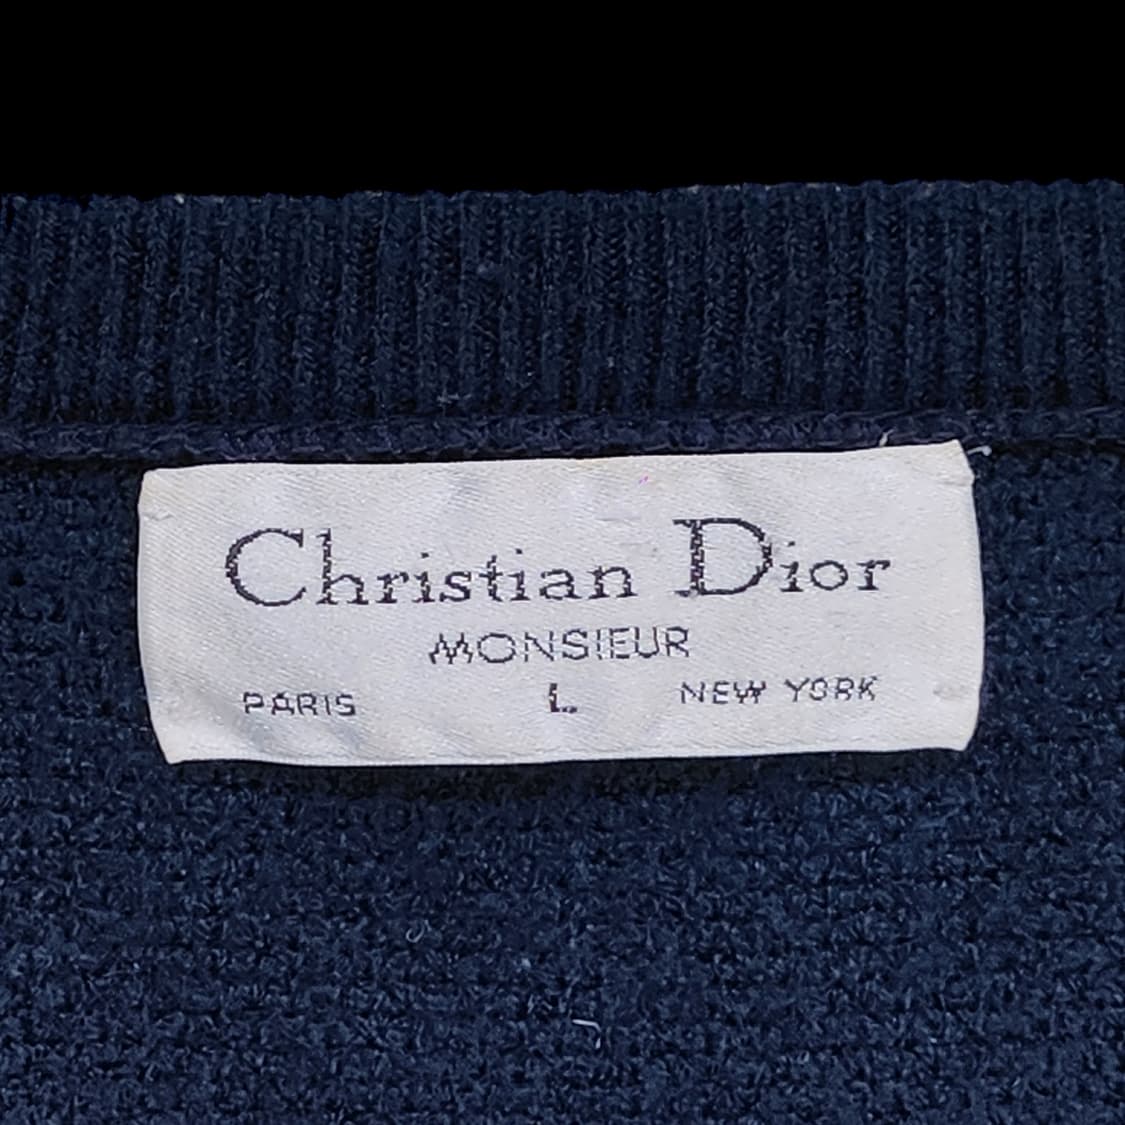 Christian Dior
MONSIEUR
PARIS L NEW YORK